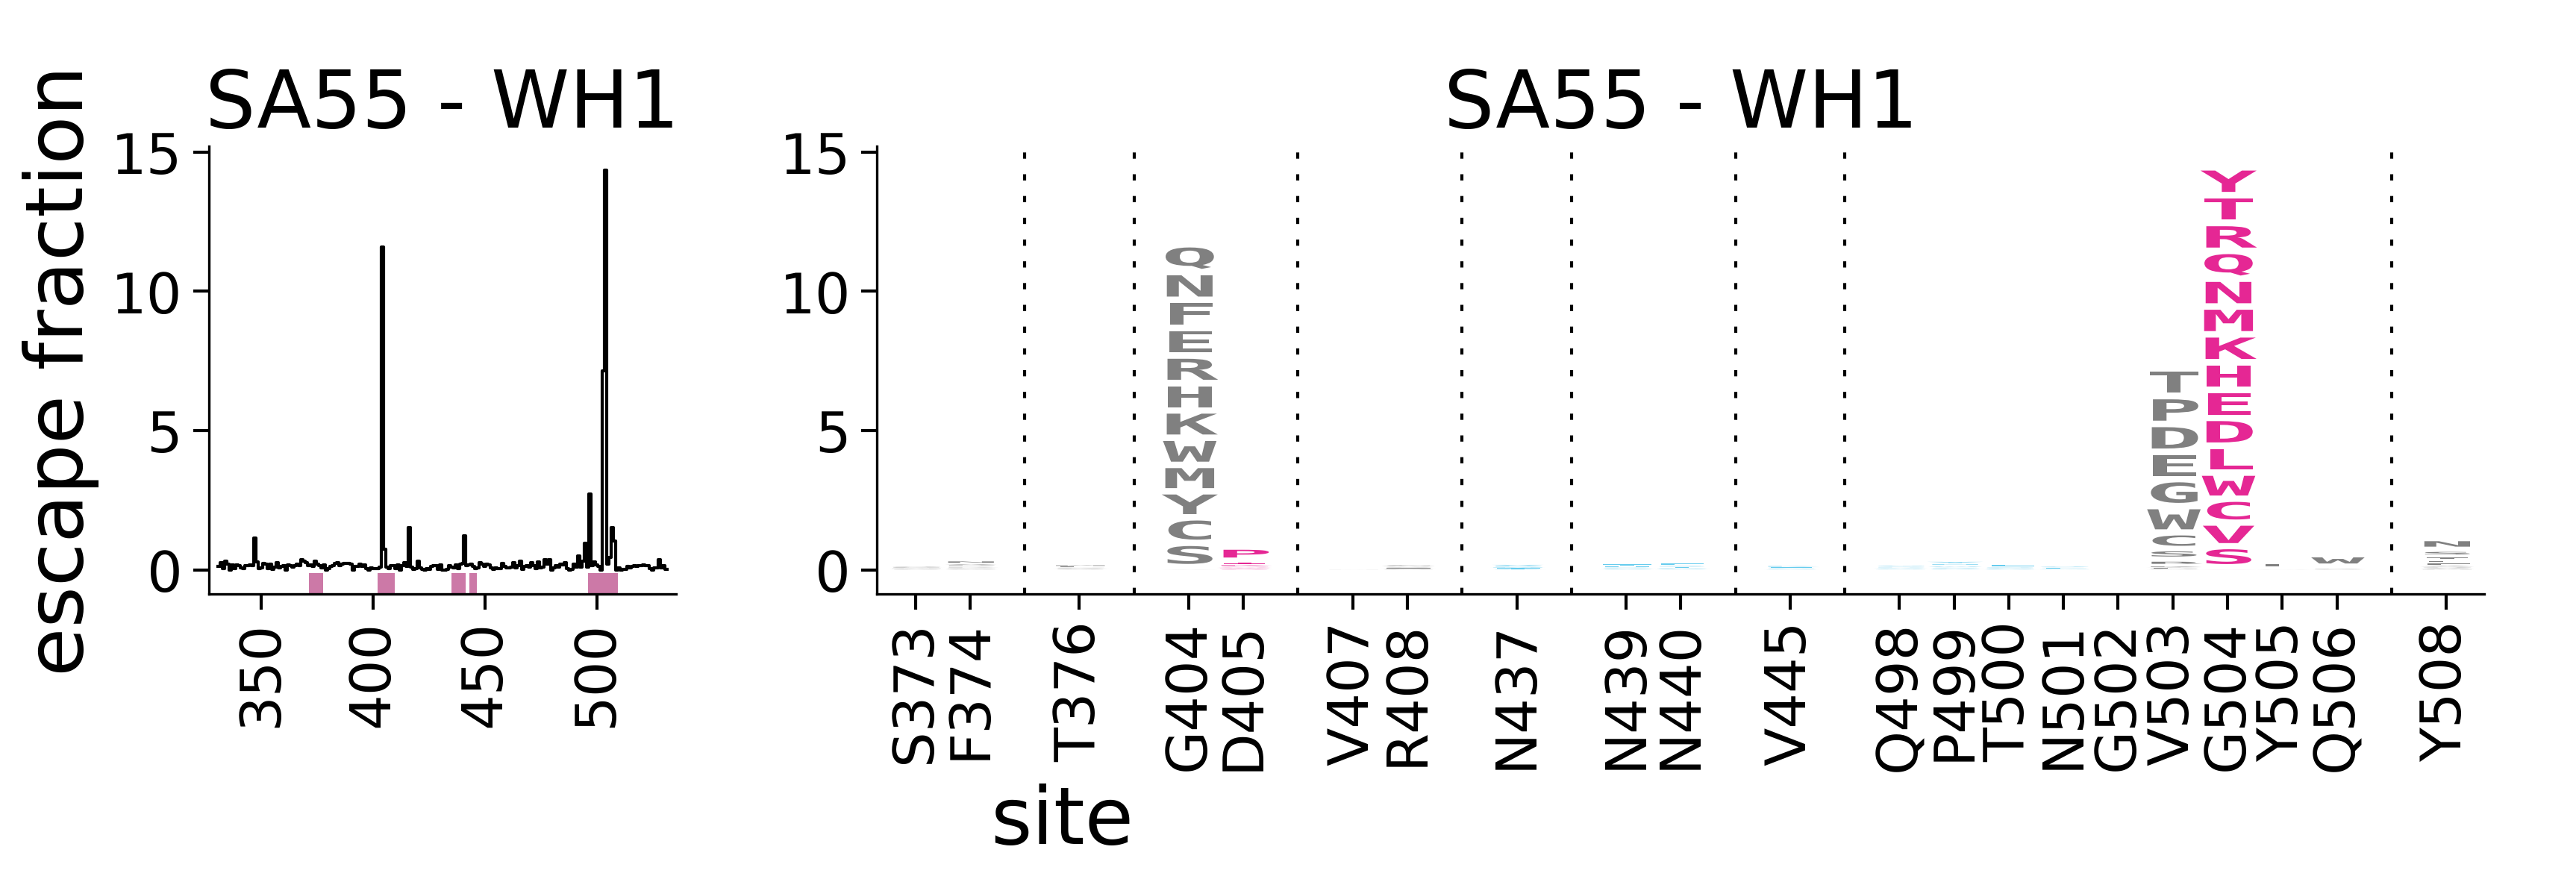 SA55 - WH1
SA55 - WH1
escape fraction
15
10
5
0
350
400
450
500
15
10
5
0
Q
N
F
E
R
H
K
W
M
Y
C
S
P
T
P
D
E
G
W
C
S
Y
T
R
Q
N
M
K
H
E
D
L
W
C
V
S
W
N
S373
F374
T376
G404
D405
V407
R408
N437
N439
N440
V445
Q498
P499
T500
N501
G502
V503
G504
Y505
Q506
Y508
site